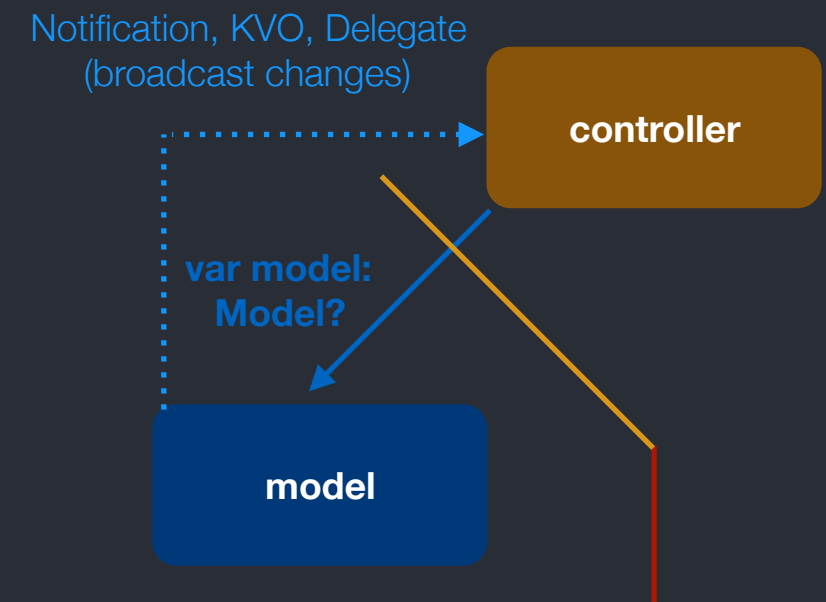 Notification, KVO, Delegate
(broadcast changes)
controller
var model:
Model?
model